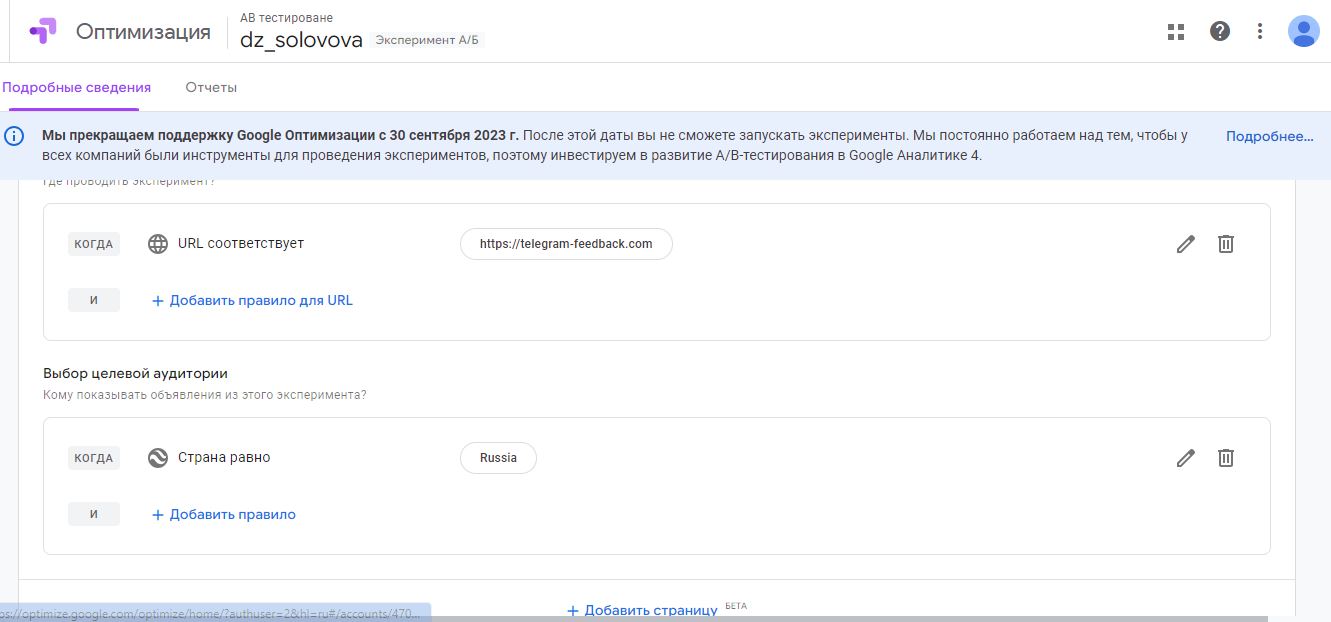 Оптимизация
АВ тестироване
dz_solovova Эксперимент А/Б
Подробные сведения Отчеты
Мы прекращаем поддержку Google Оптимизации с 30 сентября 2023 г. После этой даты вы не сможете запускать эксперименты. Мы постоянно работаем над тем, чтобы у
всех компаний были инструменты для проведения экспериментов, поэтому инвестируем в развитие A/B-тестирования в Google Аналитике 4.
Подробнее...
Где проводить эксперимент?
КОГДА URL соответствует https://telegram-feedback.com
И + Добавить правило для URL
Выбор целевой аудитории
Кому показывать объявления из этого эксперимента?
КОГДА Страна равно Russia
И + Добавить правило
ps://optimize.google.com/optimize/home/?authuser=2&hl=ru#/accounts/470...
+ Добавить страницу БЕТА